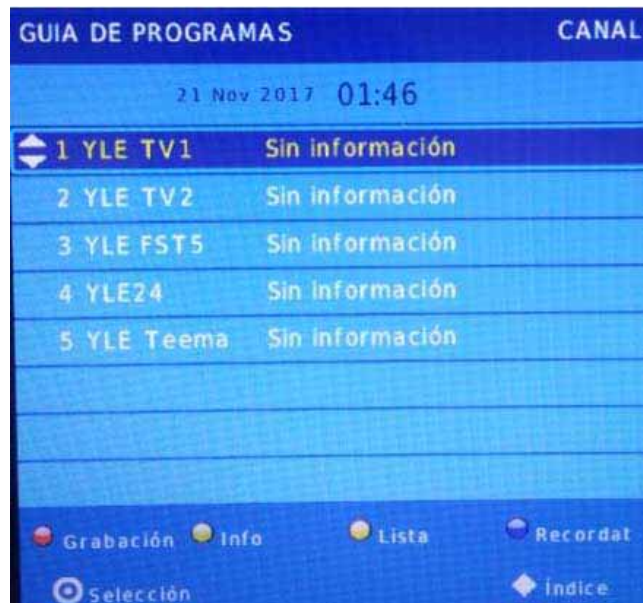 GUIA DE PROGRAMAS CANAL
21 Nov 2017 01:46
1 YLE TV1 Sin información
2 YLE TV2 Sin información
3 YLE FST5 Sin información
4 YLE24 Sin información
5 YLE Teema Sin información
Grabación Info Lista Recordat
Selección Índice